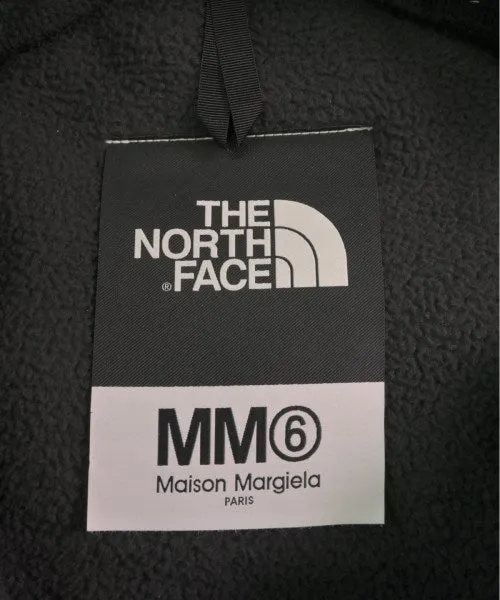 THE
NORTH
®FACE
MM⑥
Maison Margiela
PARIS